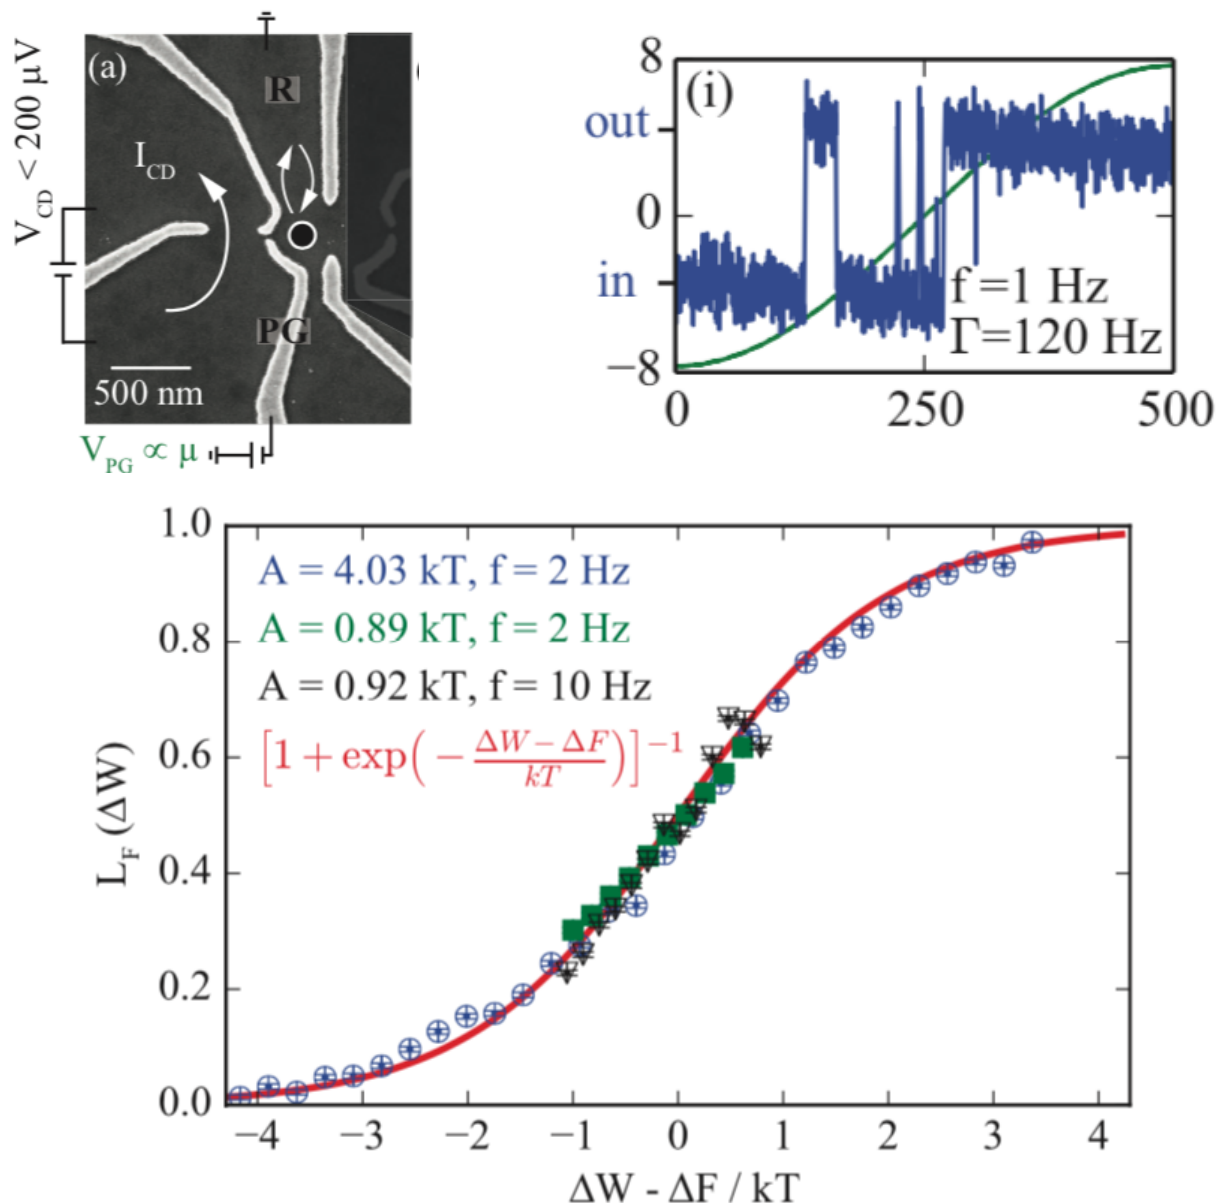 (a)
R
I_CD
V_CD < 200 μV
PG
500 nm
V_PG ∝ μ
(i)
8
out
0
in
−8
f =1 Hz
Γ=120 Hz
0 250 500
1.0
0.8
0.6
0.4
0.2
0.0
L_F (ΔW)
A = 4.03 kT, f = 2 Hz
A = 0.89 kT, f = 2 Hz
A = 0.92 kT, f = 10 Hz
[1 + exp(−(ΔW−ΔF)/kT)]^−1
−4 −3 −2 −1 0 1 2 3 4
ΔW - ΔF / kT